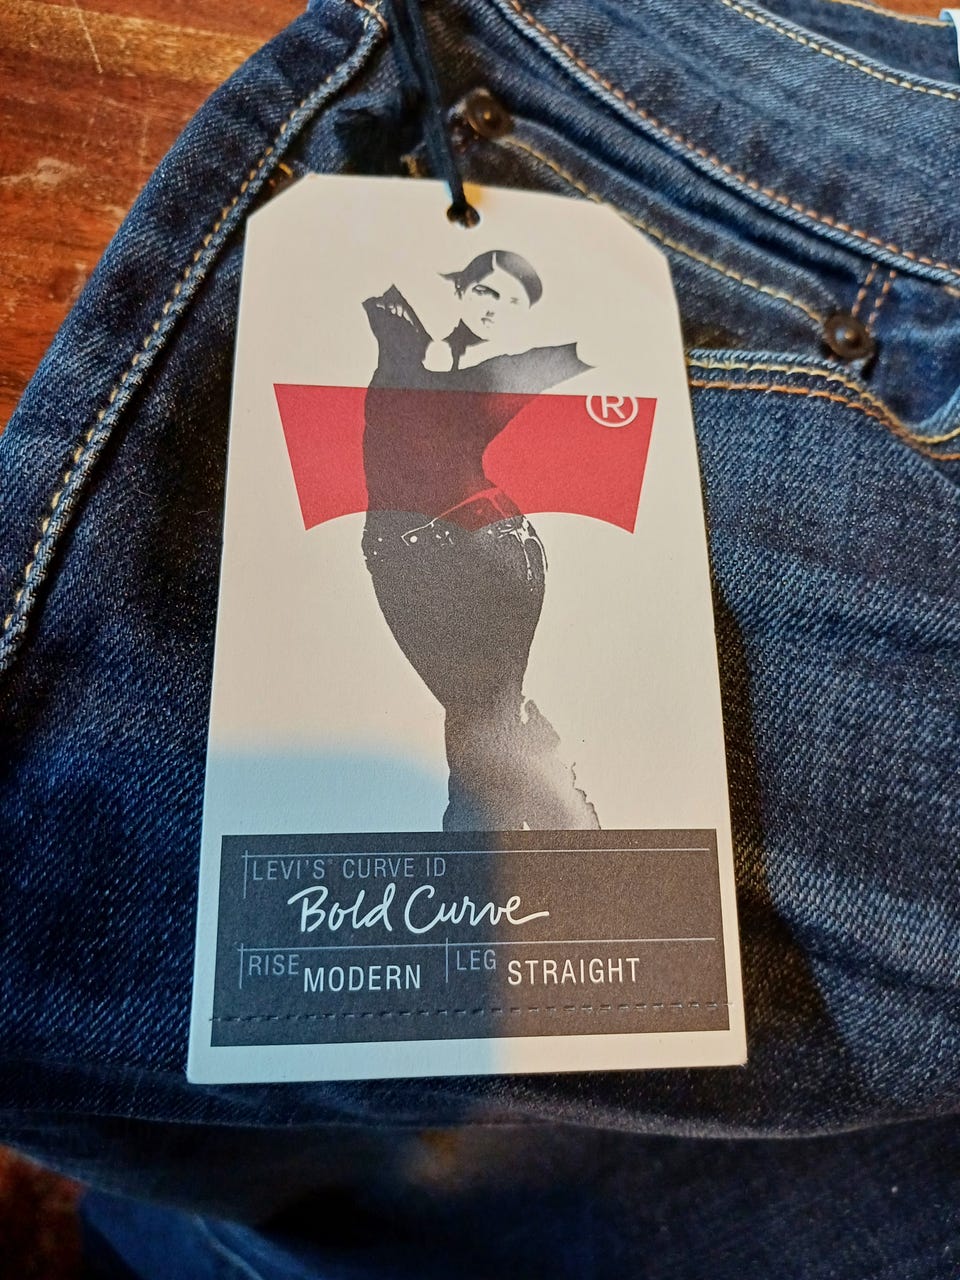 ®
LEVI'S® CURVE ID
Bold Curve
RISE MODERN LEG STRAIGHT